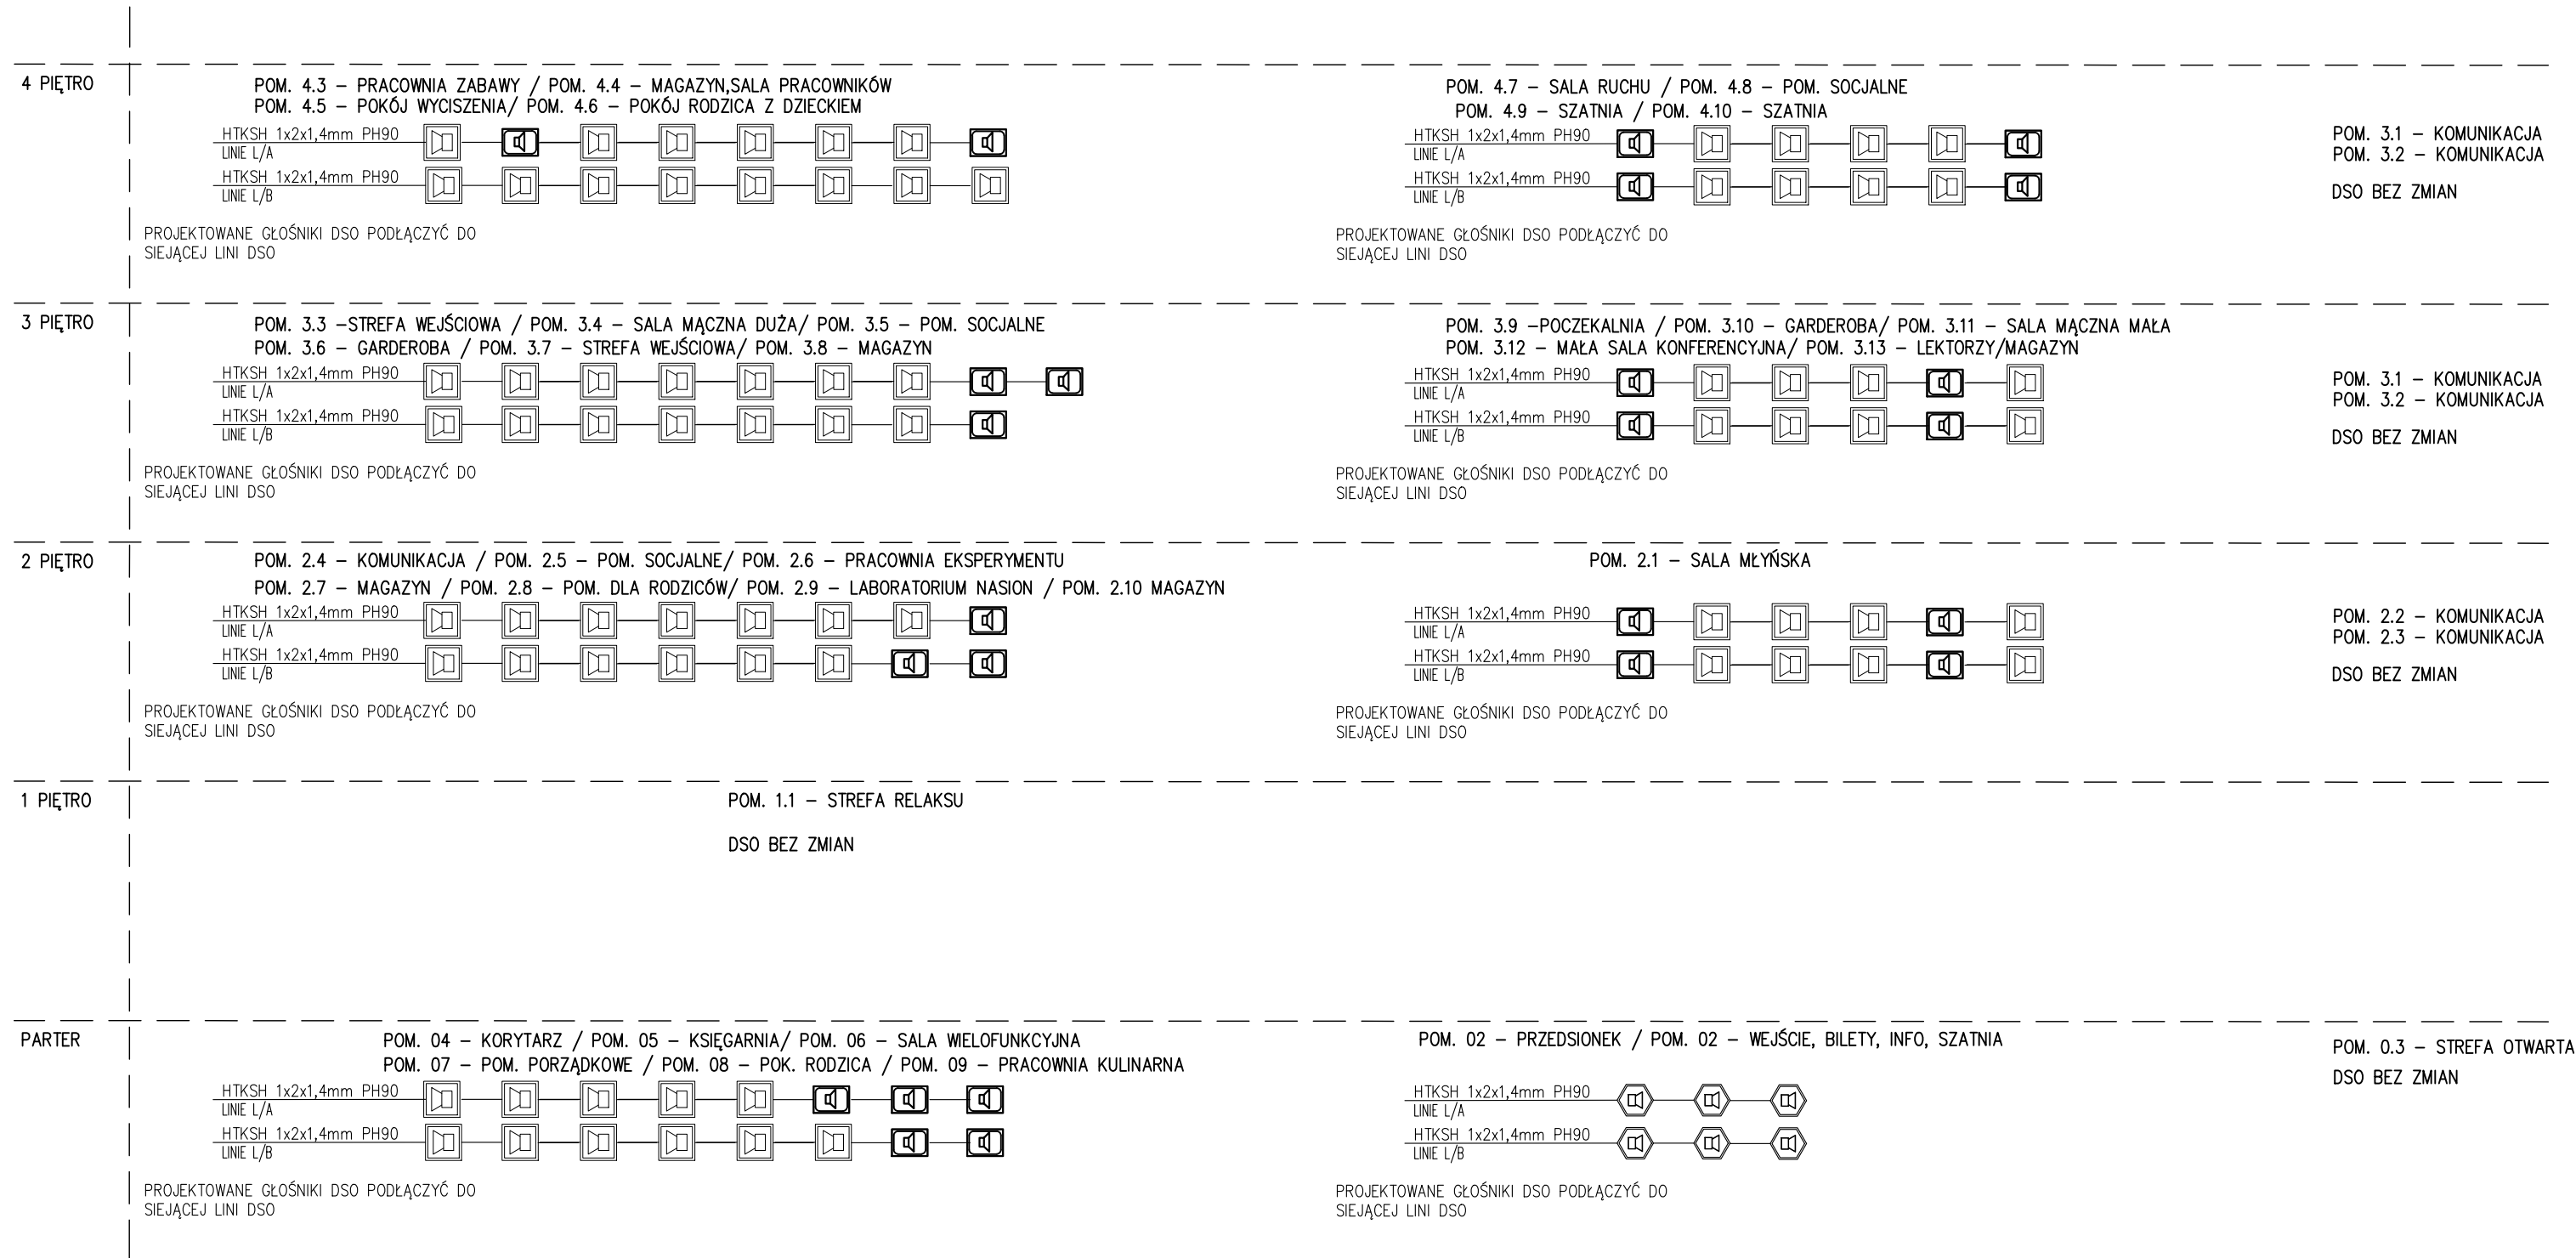 4 PIĘTRO
POM. 4.3 – PRACOWNIA ZABAWY / POM. 4.4 – MAGAZYN,SALA PRACOWNIKÓW
POM. 4.5 – POKÓJ WYCISZENIA/ POM. 4.6 – POKÓJ RODZICA Z DZIECKIEM
HTKSH 1x2x1,4mm PH90
LINIE L/A
HTKSH 1x2x1,4mm PH90
LINIE L/B
PROJEKTOWANE GŁOŚNIKI DSO PODŁĄCZYĆ DO
SIEJĄCEJ LINI DSO
POM. 4.7 – SALA RUCHU / POM. 4.8 – POM. SOCJALNE
POM. 4.9 – SZATNIA / POM. 4.10 – SZATNIA
HTKSH 1x2x1,4mm PH90
LINIE L/A
HTKSH 1x2x1,4mm PH90
LINIE L/B
PROJEKTOWANE GŁOŚNIKI DSO PODŁĄCZYĆ DO
SIEJĄCEJ LINI DSO
POM. 3.1 – KOMUNIKACJA
POM. 3.2 – KOMUNIKACJA
DSO BEZ ZMIAN
3 PIĘTRO
POM. 3.3 –STREFA WEJŚCIOWA / POM. 3.4 – SALA MĄCZNA DUŻA/ POM. 3.5 – POM. SOCJALNE
POM. 3.6 – GARDEROBA / POM. 3.7 – STREFA WEJŚCIOWA/ POM. 3.8 – MAGAZYN
HTKSH 1x2x1,4mm PH90
LINIE L/A
HTKSH 1x2x1,4mm PH90
LINIE L/B
PROJEKTOWANE GŁOŚNIKI DSO PODŁĄCZYĆ DO
SIEJĄCEJ LINI DSO
POM. 3.9 –POCZEKALNIA / POM. 3.10 – GARDEROBA/ POM. 3.11 – SALA MĄCZNA MAŁA
POM. 3.12 – MAŁA SALA KONFERENCYJNA/ POM. 3.13 – LEKTORZY/MAGAZYN
HTKSH 1x2x1,4mm PH90
LINIE L/A
HTKSH 1x2x1,4mm PH90
LINIE L/B
PROJEKTOWANE GŁOŚNIKI DSO PODŁĄCZYĆ DO
SIEJĄCEJ LINI DSO
POM. 3.1 – KOMUNIKACJA
POM. 3.2 – KOMUNIKACJA
DSO BEZ ZMIAN
2 PIĘTRO
POM. 2.4 – KOMUNIKACJA / POM. 2.5 – POM. SOCJALNE/ POM. 2.6 – PRACOWNIA EKSPERYMENTU
POM. 2.7 – MAGAZYN / POM. 2.8 – POM. DLA RODZICÓW/ POM. 2.9 – LABORATORIUM NASION / POM. 2.10 MAGAZYN
HTKSH 1x2x1,4mm PH90
LINIE L/A
HTKSH 1x2x1,4mm PH90
LINIE L/B
PROJEKTOWANE GŁOŚNIKI DSO PODŁĄCZYĆ DO
SIEJĄCEJ LINI DSO
POM. 2.1 – SALA MŁYŃSKA
HTKSH 1x2x1,4mm PH90
LINIE L/A
HTKSH 1x2x1,4mm PH90
LINIE L/B
PROJEKTOWANE GŁOŚNIKI DSO PODŁĄCZYĆ DO
SIEJĄCEJ LINI DSO
POM. 2.2 – KOMUNIKACJA
POM. 2.3 – KOMUNIKACJA
DSO BEZ ZMIAN
1 PIĘTRO
POM. 1.1 – STREFA RELAKSU
DSO BEZ ZMIAN
PARTER
POM. 04 – KORYTARZ / POM. 05 – KSIĘGARNIA/ POM. 06 – SALA WIELOFUNKCYJNA
POM. 07 – POM. PORZĄDKOWE / POM. 08 – POK. RODZICA / POM. 09 – PRACOWNIA KULINARNA
HTKSH 1x2x1,4mm PH90
LINIE L/A
HTKSH 1x2x1,4mm PH90
LINIE L/B
PROJEKTOWANE GŁOŚNIKI DSO PODŁĄCZYĆ DO
SIEJĄCEJ LINI DSO
POM. 02 – PRZEDSIONEK / POM. 02 – WEJŚCIE, BILETY, INFO, SZATNIA
HTKSH 1x2x1,4mm PH90
LINIE L/A
HTKSH 1x2x1,4mm PH90
LINIE L/B
PROJEKTOWANE GŁOŚNIKI DSO PODŁĄCZYĆ DO
SIEJĄCEJ LINI DSO
POM. 0.3 – STREFA OTWARTA
DSO BEZ ZMIAN